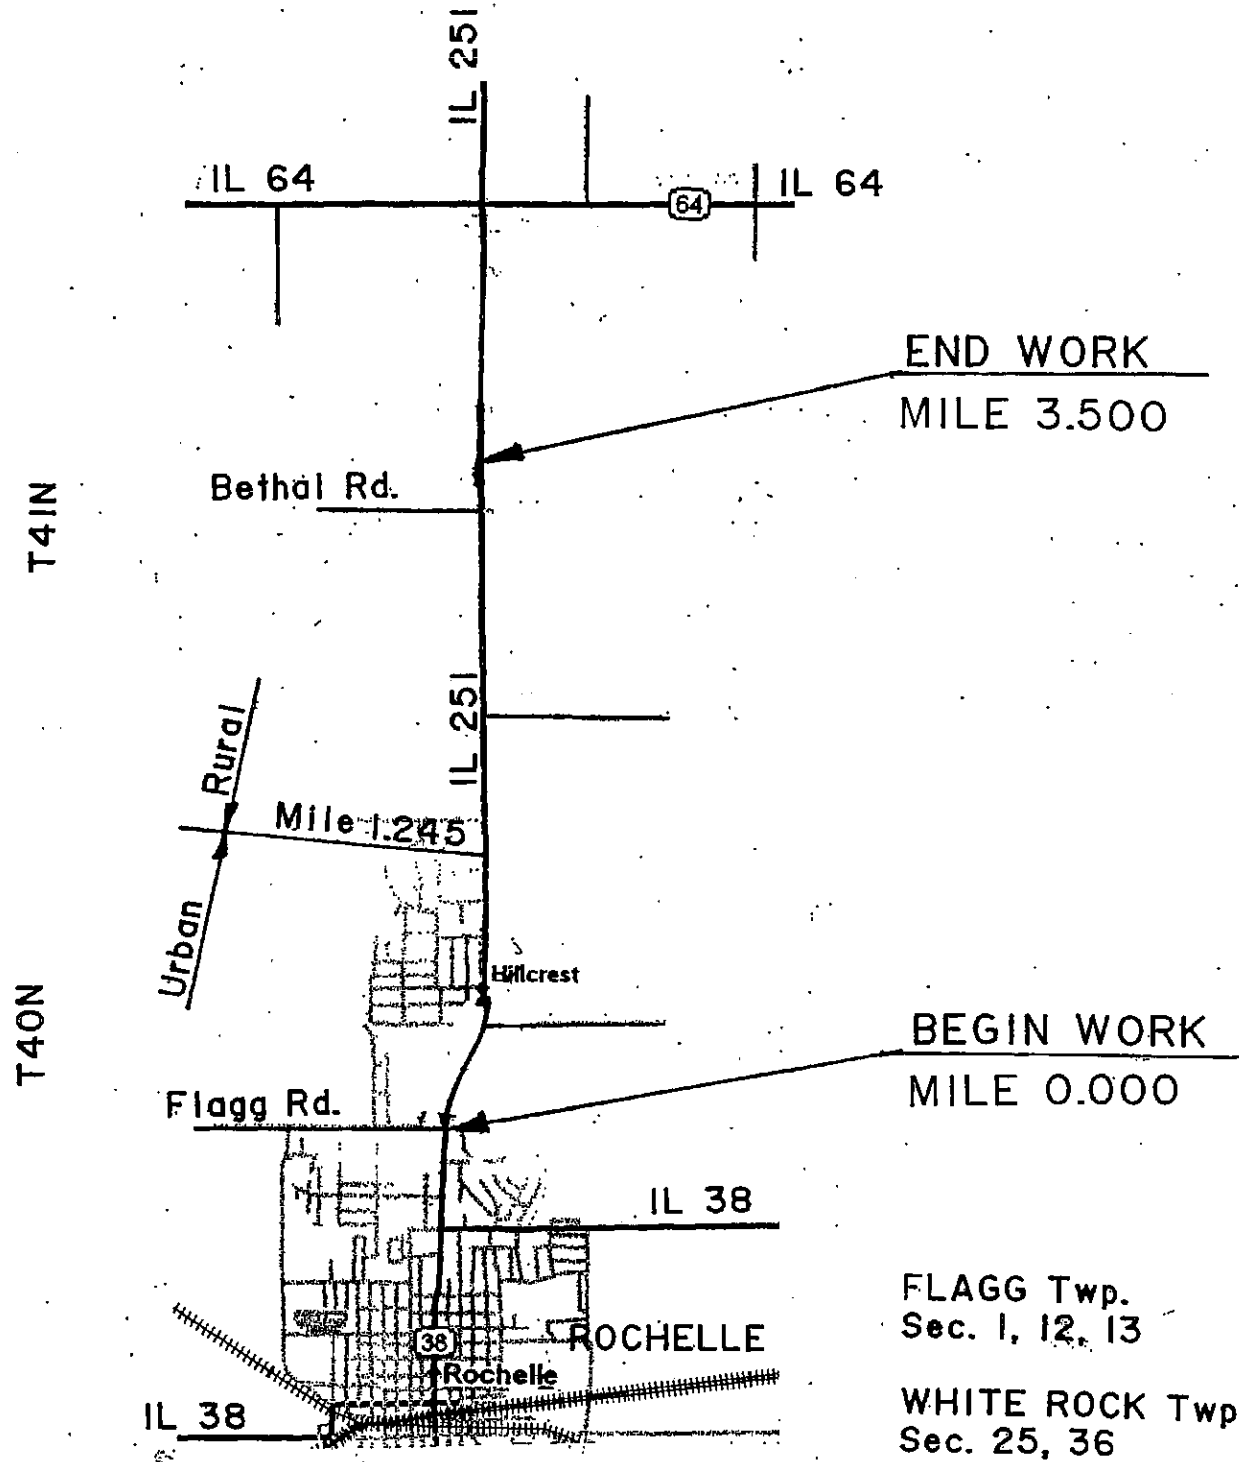 IL 251
IL 64
IL 64
64
END WORK
MILE 3.500
Bethal Rd.
T41N
IL 251
Rural
Mile 1.245
Urban
Hillcrest
T40N
BEGIN WORK
MILE 0.000
Flagg Rd.
IL 38
FLAGG Twp.
Sec. 1, 12, 13
38
ROCHELLE
Rochelle
IL 38
WHITE ROCK Twp
Sec. 25, 36